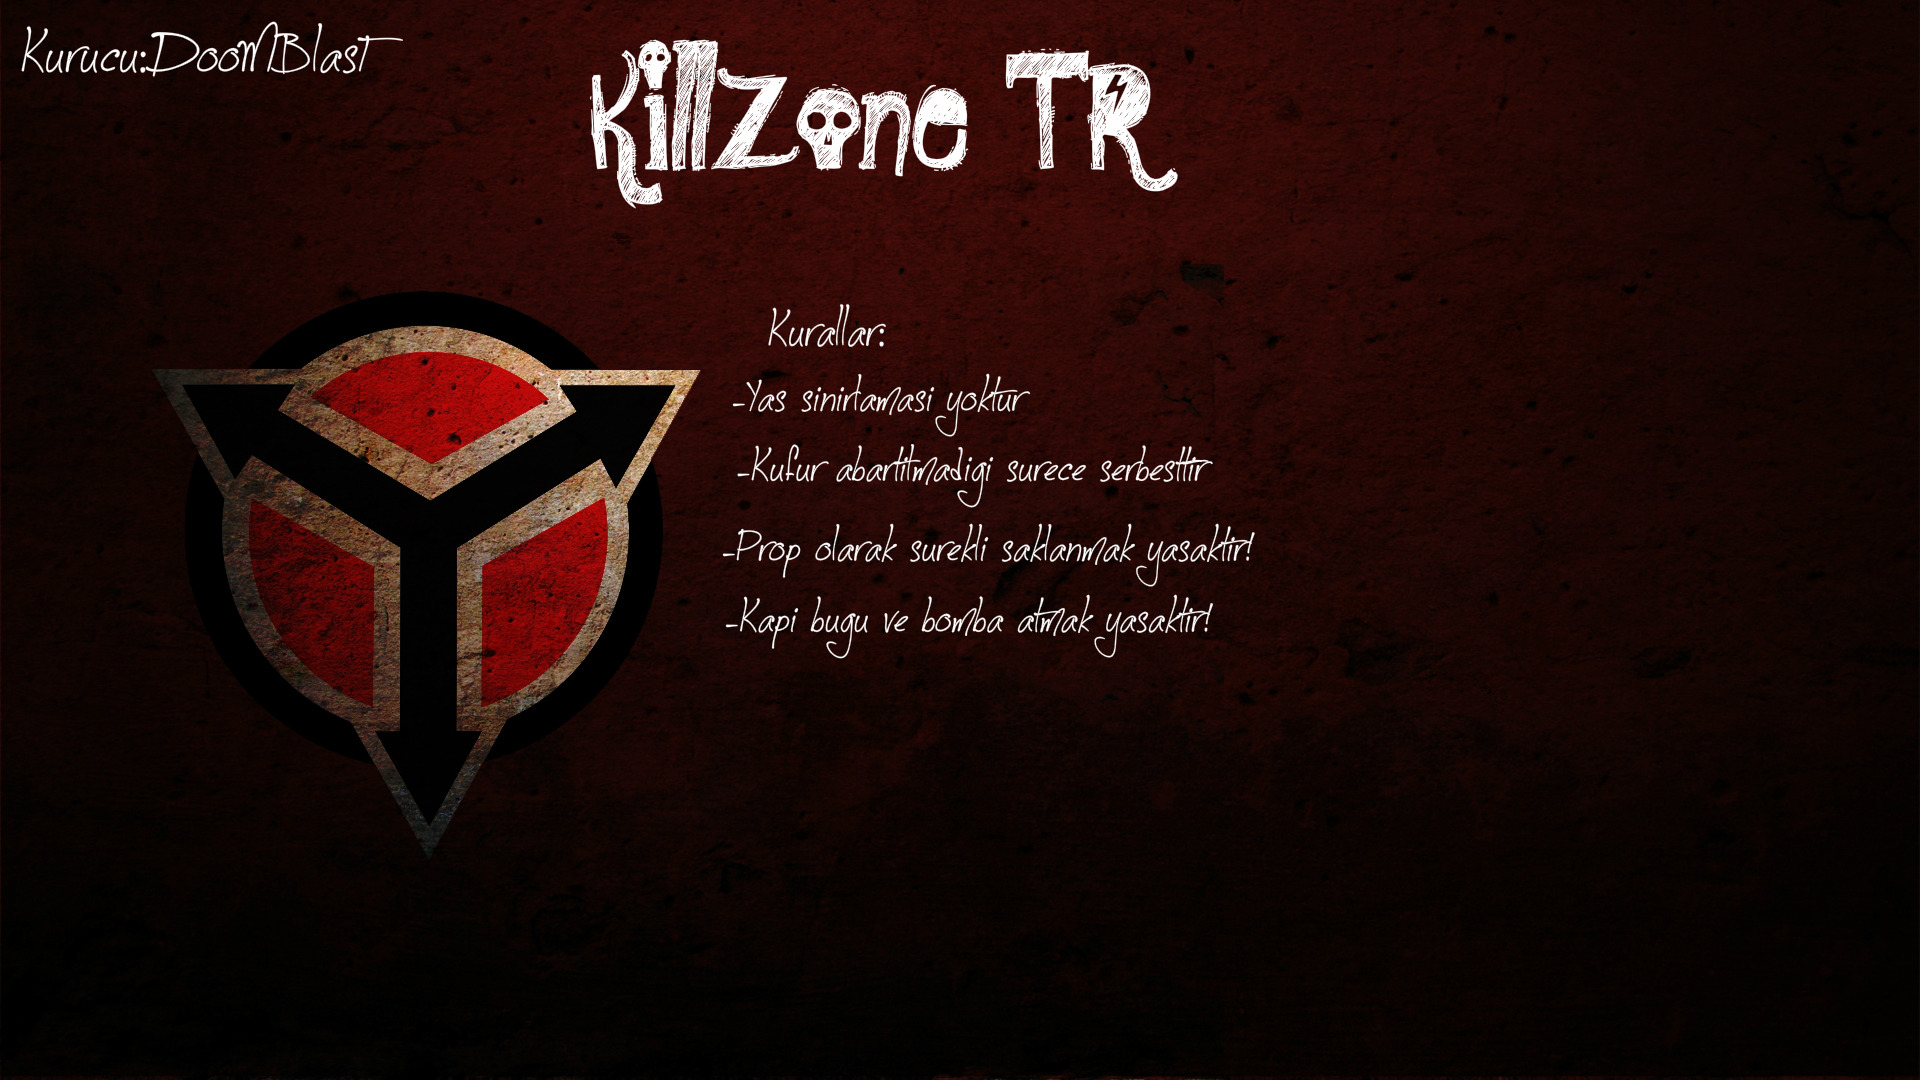 Kurucu:DoomBlast
Killzone TR
Kurallar:
-Yas sinirlamasi yoktur
-Kufur abartitmadigi surece serbesttir
-Prop olarak surekli saklanmak yasaktir!
-Kapi bugu ve bomba atmak yasaktir!